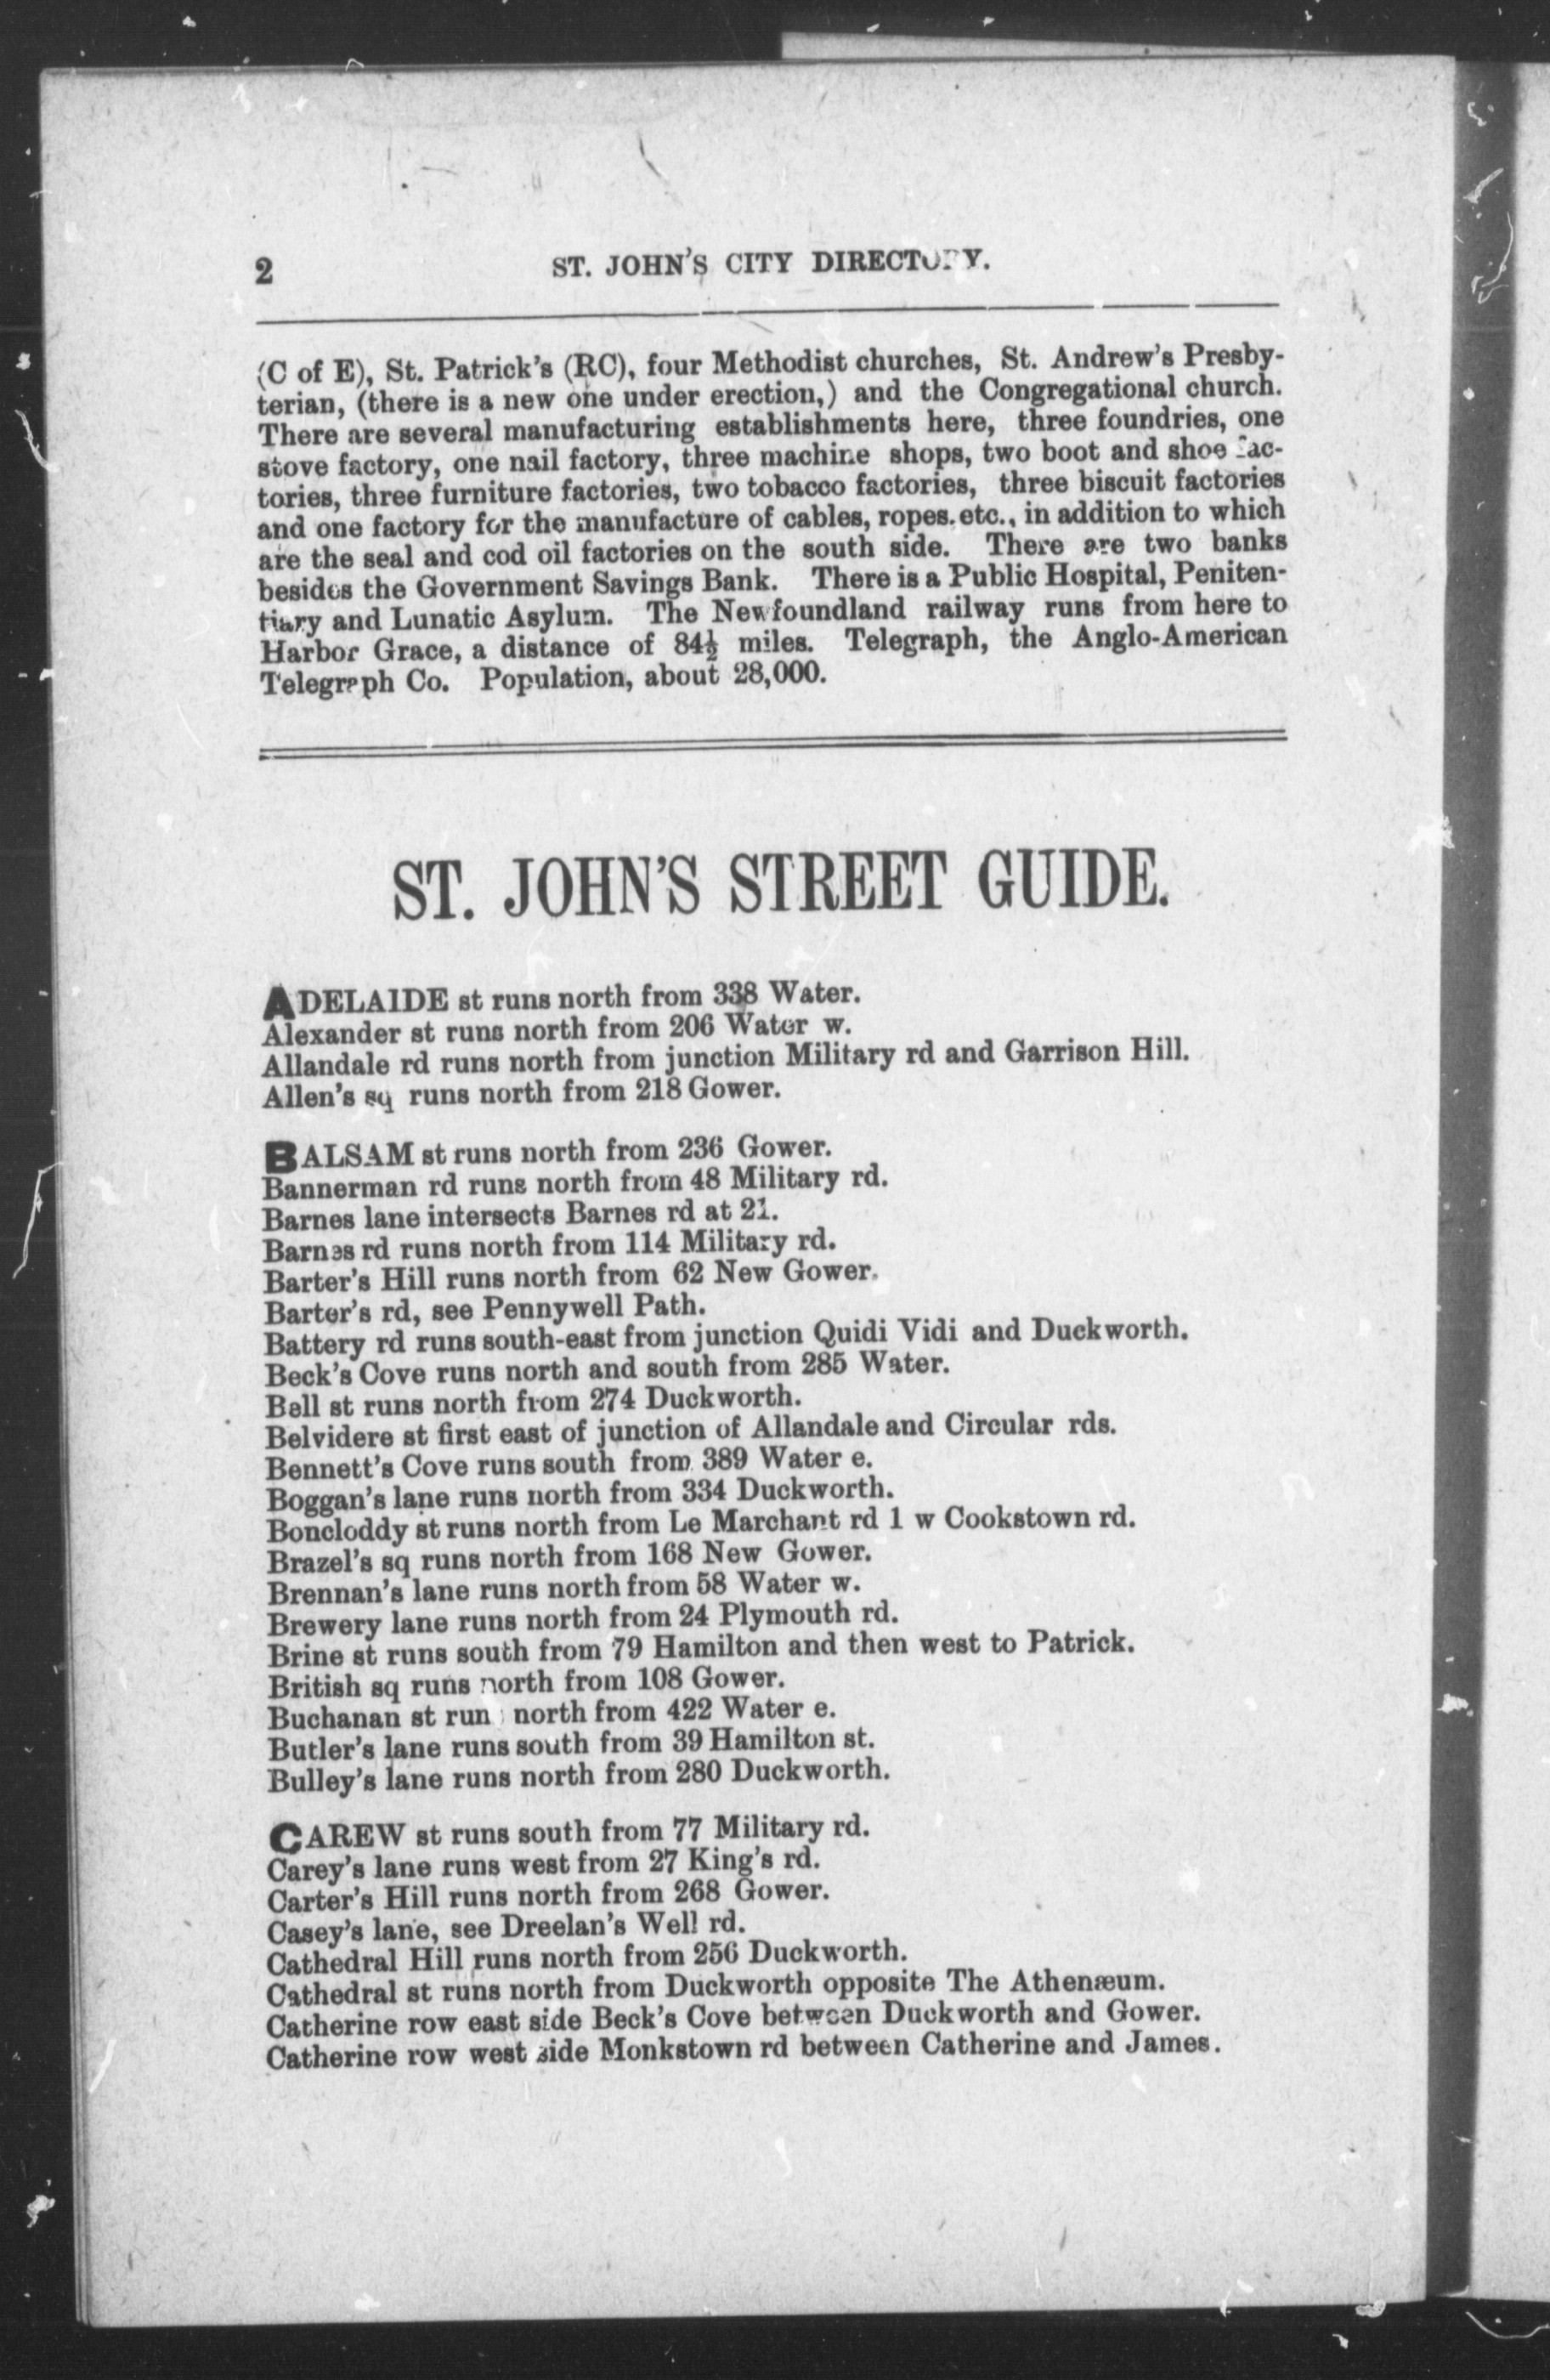 2 ST. JOHN'S CITY DIRECTORY.
(C of E), St. Patrick's (RC), four Methodist churches, St. Andrew's Presby-
terian, (there is a new one under erection,) and the Congregational church.
There are several manufacturing establishments here, three foundries, one
stove factory, one nail factory, three machine shops, two boot and shoe fac-
tories, three furniture factories, two tobacco factories, three biscuit factories
and one factory for the manufacture of cables, ropes, etc., in addition to which
are the seal and cod oil factories on the south side. There are two banks
besides the Government Savings Bank. There is a Public Hospital, Peniten-
tiary and Lunatic Asylum. The Newfoundland railway runs from here to
Harbor Grace, a distance of 84½ miles. Telegraph, the Anglo-American
Telegraph Co. Population, about 28,000.
ST. JOHN'S STREET GUIDE.
ADELAIDE st runs north from 338 Water.
Alexander st runs north from 206 Water w.
Allandale rd runs north from junction Military rd and Garrison Hill.
Allen's sq runs north from 218 Gower.
BALSAM st runs north from 236 Gower.
Bannerman rd runs north from 48 Military rd.
Barnes lane intersects Barnes rd at 21.
Barnes rd runs north from 114 Military rd.
Barter's Hill runs north from 62 New Gower.
Barter's rd, see Pennywell Path.
Battery rd runs south-east from junction Quidi Vidi and Duckworth.
Beck's Cove runs north and south from 285 Water.
Bell st runs north from 274 Duckworth.
Belvidere st first east of junction of Allandale and Circular rds.
Bennett's Cove runs south from 389 Water e.
Boggan's lane runs north from 334 Duckworth.
Boncloddy st runs north from Le Marchant rd 1 w Cookstown rd.
Brazel's sq runs north from 168 New Gower.
Brennan's lane runs north from 58 Water w.
Brewery lane runs north from 24 Plymouth rd.
Brine st runs south from 79 Hamilton and then west to Patrick.
British sq runs north from 108 Gower.
Buchanan st run north from 422 Water e.
Butler's lane runs south from 39 Hamilton st.
Bulley's lane runs north from 280 Duckworth.
CAREW st runs south from 77 Military rd.
Carey's lane runs west from 27 King's rd.
Carter's Hill runs north from 268 Gower.
Casey's lane, see Dreelan's Well rd.
Cathedral Hill runs north from 256 Duckworth.
Cathedral st runs north from Duckworth opposite The Athenæum.
Catherine row east side Beck's Cove between Duckworth and Gower.
Catherine row west side Monkstown rd between Catherine and James.